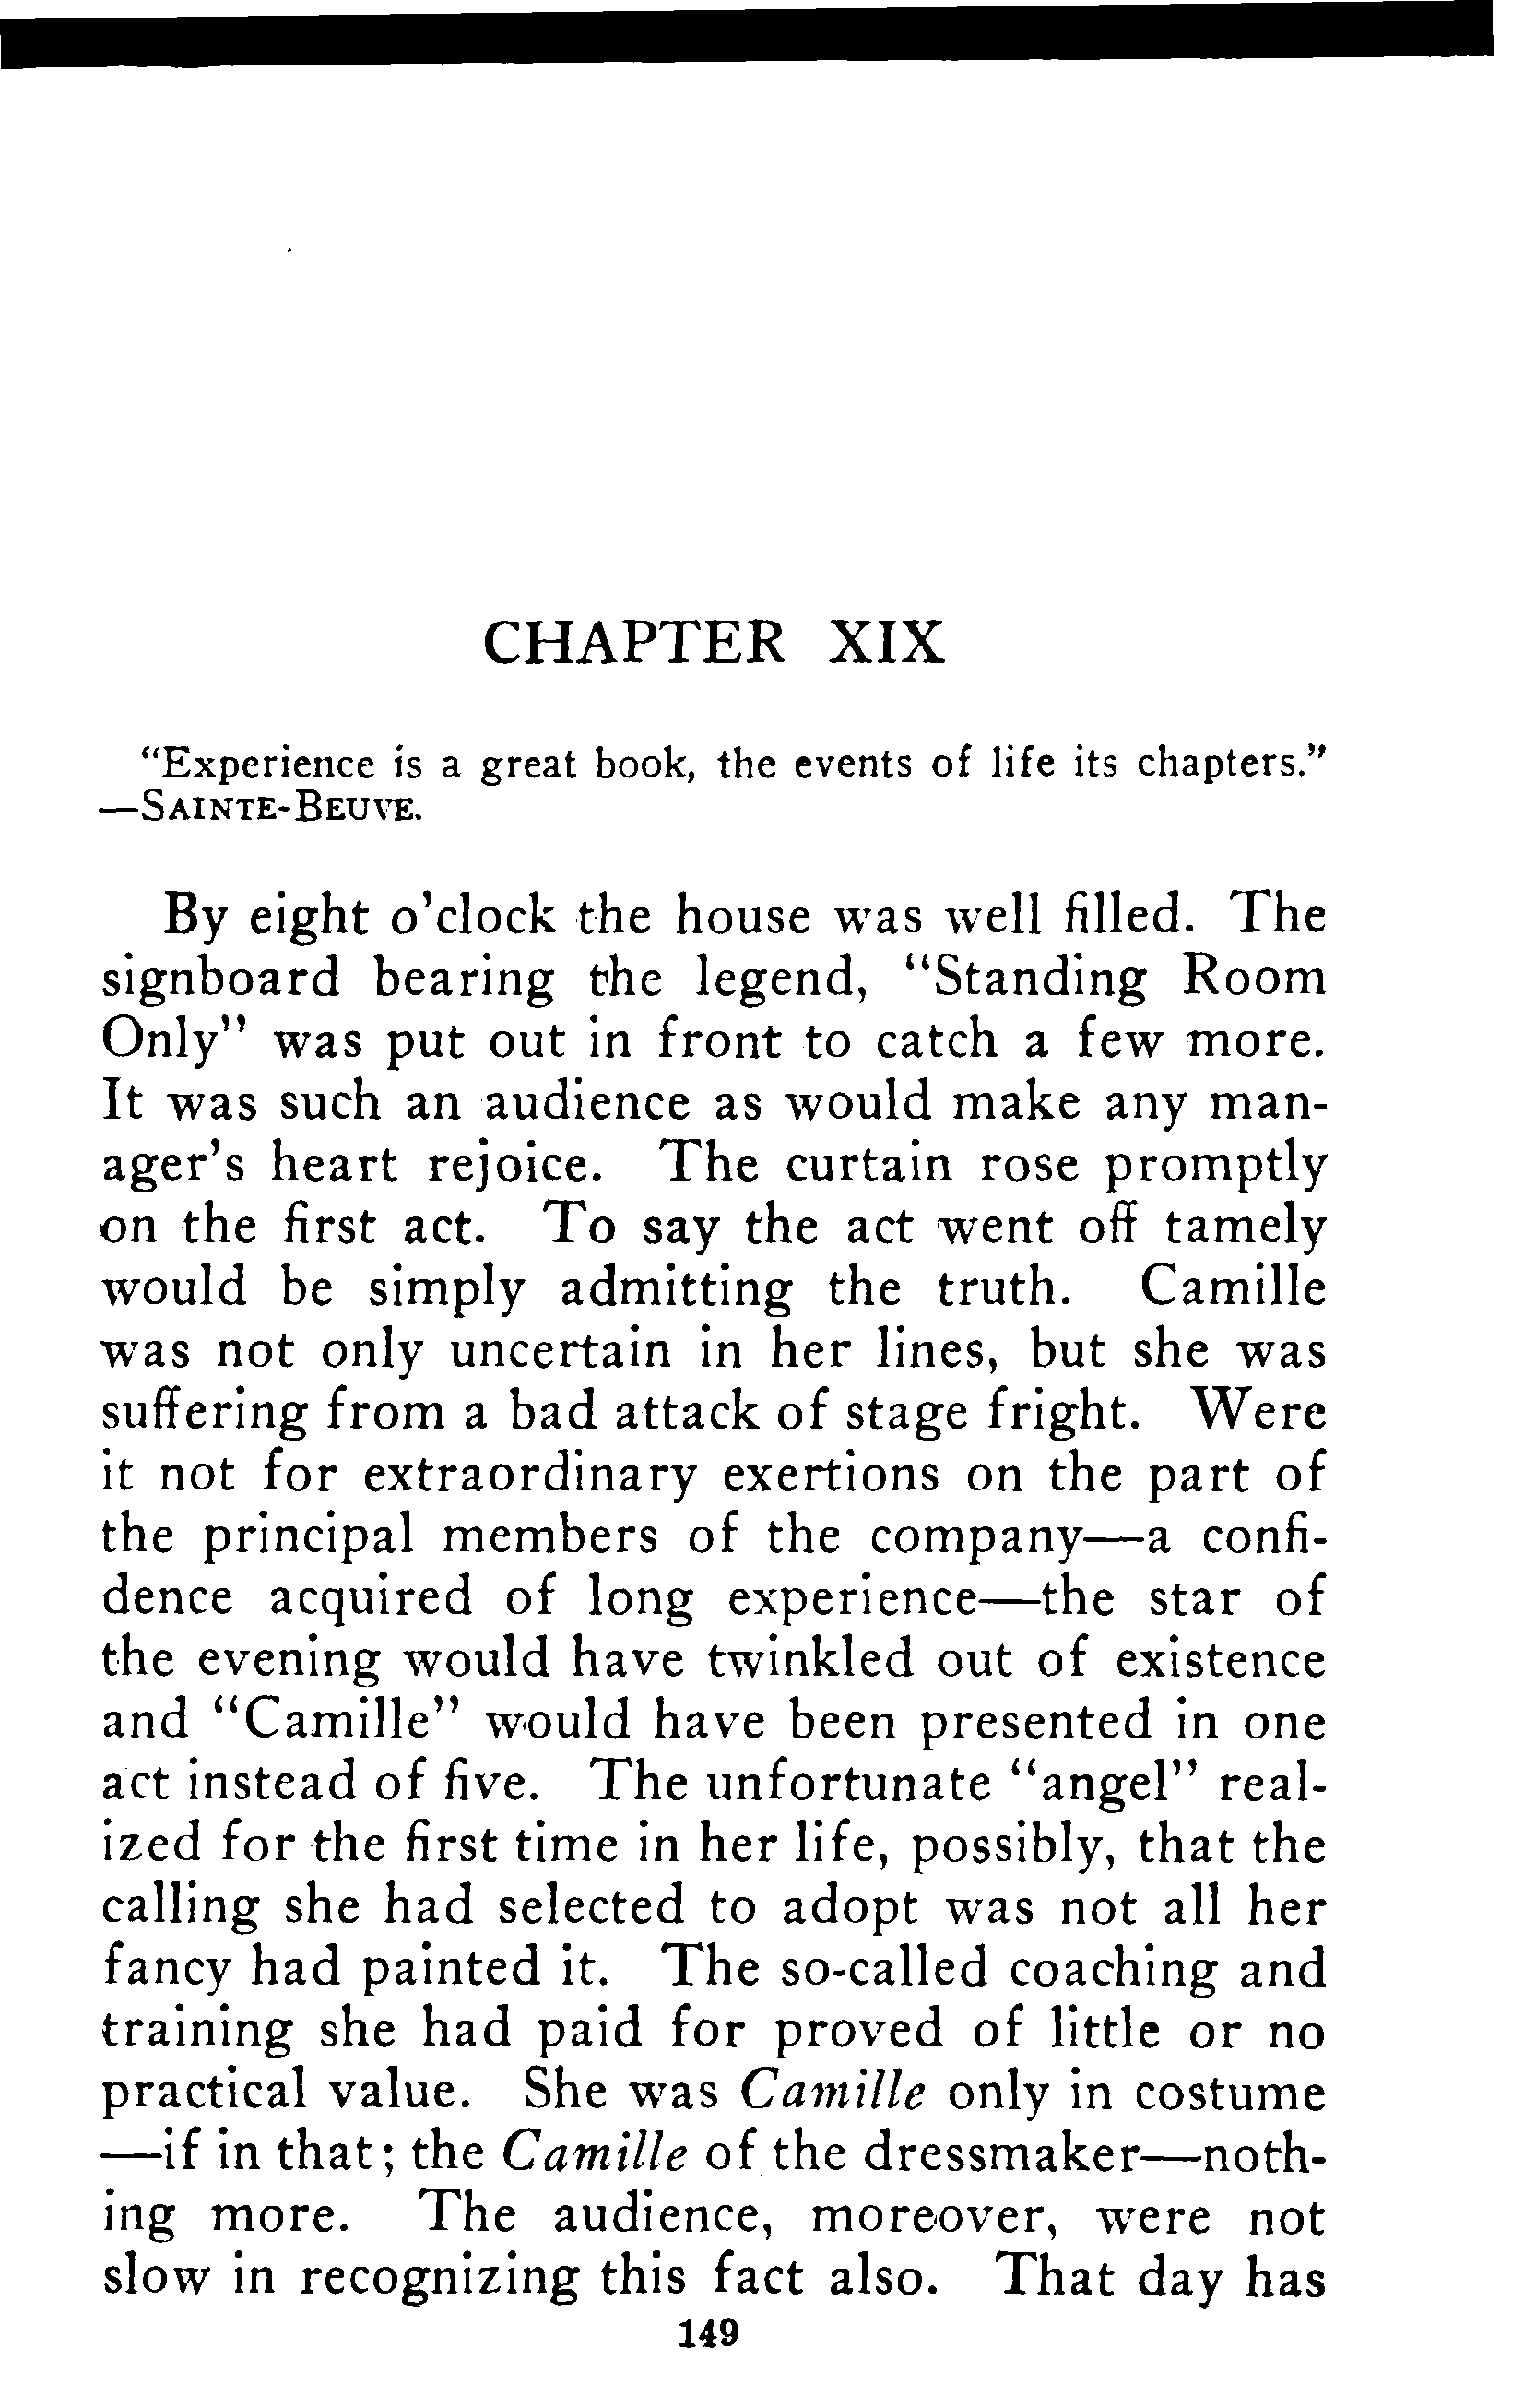 CHAPTER XIX
“Experience is a great book, the events of life its chapters.”
—SAINTE-BEUVE.
By eight o'clock the house was well filled. The
signboard bearing the legend, “Standing Room
Only” was put out in front to catch a few more.
It was such an audience as would make any man-
ager's heart rejoice. The curtain rose promptly
on the first act. To say the act went off tamely
would be simply admitting the truth. Camille
was not only uncertain in her lines, but she was
suffering from a bad attack of stage fright. Were
it not for extraordinary exertions on the part of
the principal members of the company—a confi-
dence acquired of long experience—the star of
the evening would have twinkled out of existence
and “Camille” would have been presented in one
act instead of five. The unfortunate “angel” real-
ized for the first time in her life, possibly, that the
calling she had selected to adopt was not all her
fancy had painted it. The so-called coaching and
training she had paid for proved of little or no
practical value. She was Camille only in costume
—if in that; the Camille of the dressmaker—noth-
ing more. The audience, moreover, were not
slow in recognizing this fact also. That day has
149